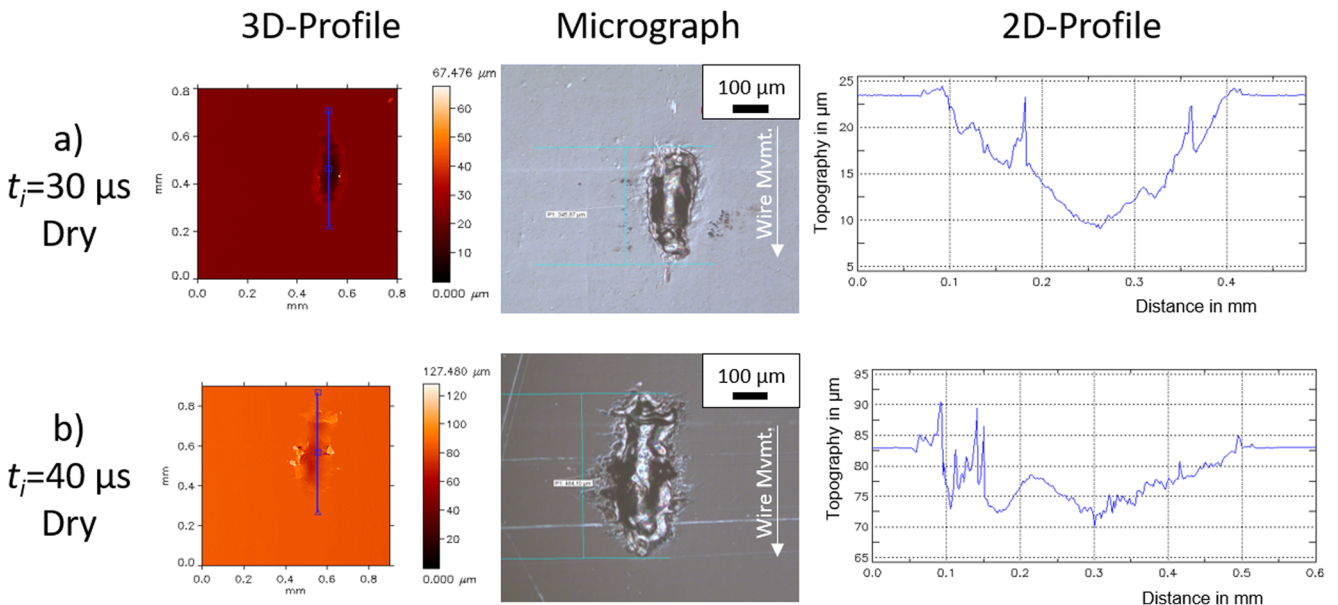 3D-Profile
Micrograph
2D-Profile
a)
tᵢ=30 µs
Dry
67.476 µm
60
50
40
30
20
10
0.000 µm
0.8
0.6
0.4
0.2
0.0
mm
0.0 0.2 0.4 0.6 0.8
mm
100 µm
Wire Mvmt.
25
20
15
10
5
Topography in µm
0.0 0.1 0.2 0.3 0.4
Distance in mm
b)
tᵢ=40 µs
Dry
127.480 µm
120
100
80
60
40
20
0.000 µm
0.8
0.6
0.4
0.2
0.0
mm
0.0 0.2 0.4 0.6 0.8
mm
100 µm
Wire Mvmt.
95
90
85
80
75
70
65
Topography in µm
0.0 0.1 0.2 0.3 0.4 0.5 0.6
Distance in mm